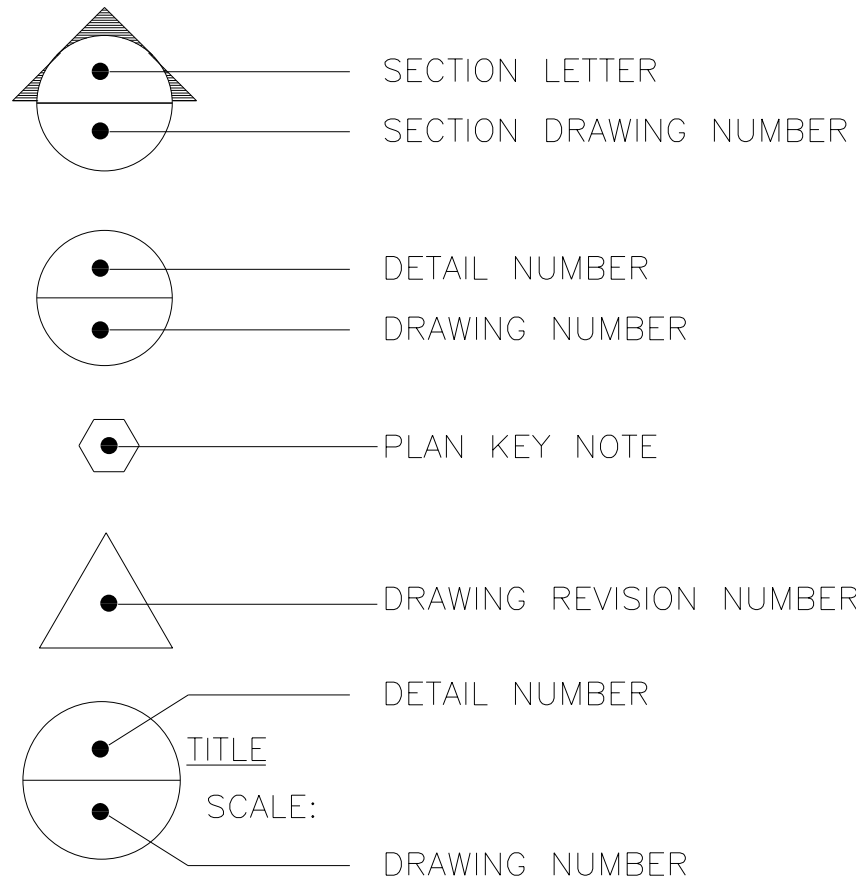 SECTION LETTER
SECTION DRAWING NUMBER
DETAIL NUMBER
DRAWING NUMBER
PLAN KEY NOTE
DRAWING REVISION NUMBER
DETAIL NUMBER
TITLE
SCALE:
DRAWING NUMBER